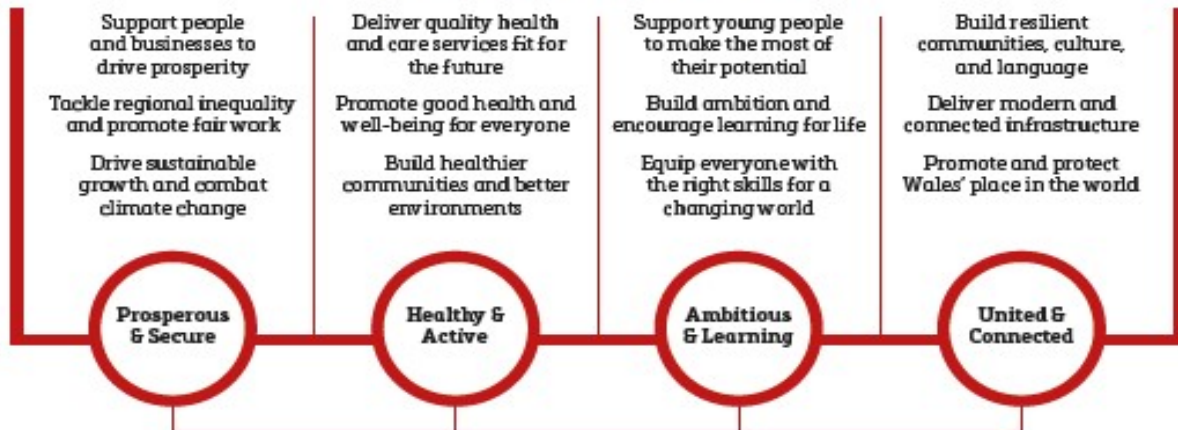 Support people
and businesses to
drive prosperity
Tackle regional inequality
and promote fair work
Drive sustainable
growth and combat
climate change
Prosperous
& Secure
Deliver quality health
and care services fit for
the future
Promote good health and
well-being for everyone
Build healthier
communities and better
environments
Healthy &
Active
Support young people
to make the most of
their potential
Build ambition and
encourage learning for life
Equip everyone with
the right skills for a
changing world
Ambitious
& Learning
Build resilient
communities, culture,
and language
Deliver modern and
connected infrastructure
Promote and protect
Wales’ place in the world
United &
Connected